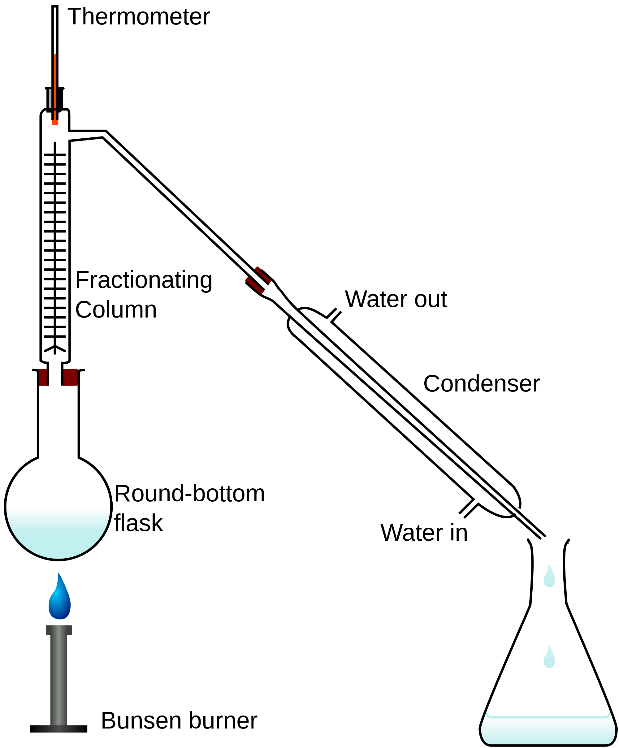 Thermometer
Fractionating
Column
Water out
Condenser
Round-bottom
flask
Water in
Bunsen burner